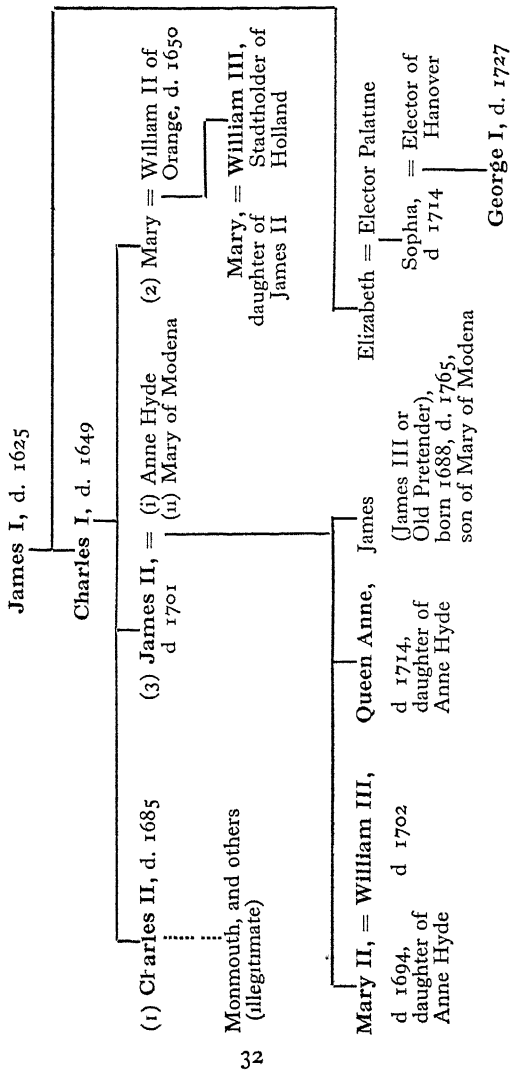 James I, d. 1625
Charles I, d. 1649
(1) Charles II, d. 1685
(3) James II, = (i) Anne Hyde
d 1701 (11) Mary of Modena
(2) Mary = William II of
Orange, d. 1650
Monmouth, and others
(illegitimate)
Mary, = William III,
daughter of Stadtholder of
James II Holland
Mary II, = William III,
d 1694, d 1702
daughter of
Anne Hyde
Queen Anne,
d 1714,
daughter of
Anne Hyde
James
(James III or
Old Pretender),
born 1688, d. 1765,
son of Mary of Modena
Elizabeth = Elector Palatine
Sophia, = Elector of
d 1714 Hanover
George I, d. 1727
32